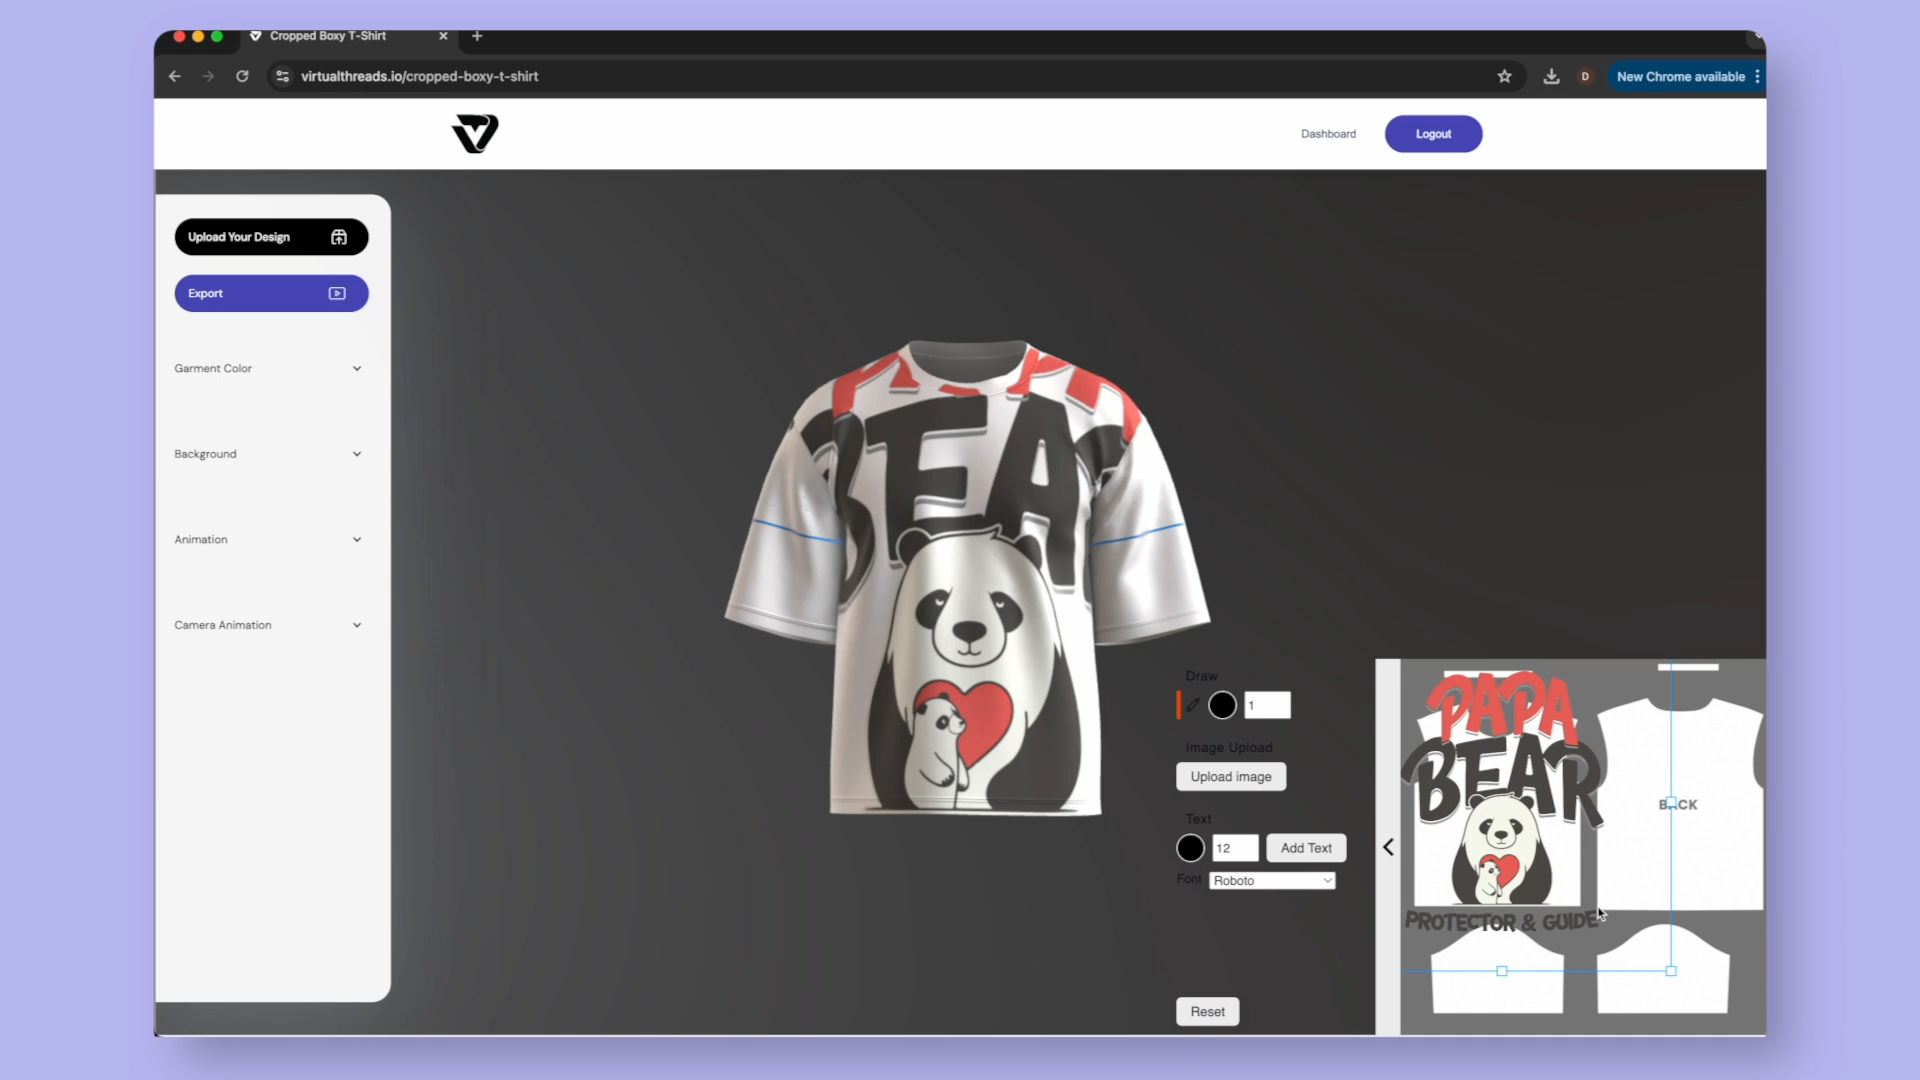 Cropped Boxy T-Shirt
virtualthreads.io/cropped-boxy-t-shirt
D
New Chrome available
Dashboard
Logout
Upload Your Design
Export
Garment Color
Background
Animation
Camera Animation
BEA
Draw
1
Image Upload
Upload image
Text
12
Add Text
Font
Roboto
Reset
PAPA
BEAR
PROTECTOR & GUIDE
BACK